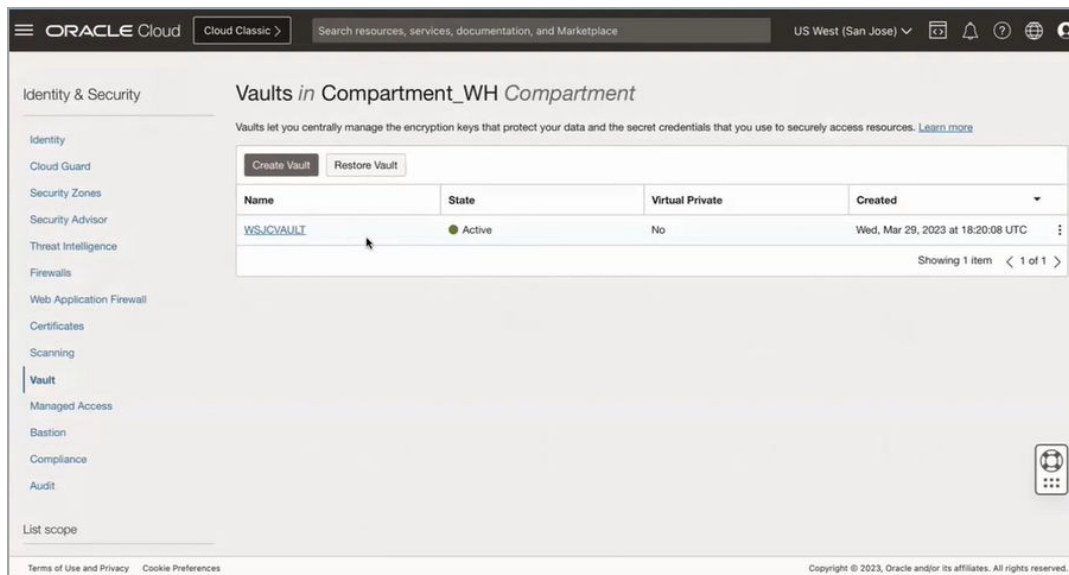 ORACLE Cloud
Cloud Classic >
Search resources, services, documentation, and Marketplace
US West (San Jose)
Identity & Security
Identity
Cloud Guard
Security Zones
Security Advisor
Threat Intelligence
Firewalls
Web Application Firewall
Certificates
Scanning
Vault
Managed Access
Bastion
Compliance
Audit
List scope
Vaults in Compartment_WH Compartment
Vaults let you centrally manage the encryption keys that protect your data and the secret credentials that you use to securely access resources. Learn more
Create Vault Restore Vault
Name State Virtual Private Created
WSJCVAULT Active No Wed, Mar 29, 2023 at 18:20:08 UTC
Showing 1 item < 1 of 1 >
Terms of Use and Privacy Cookie Preferences Copyright © 2023, Oracle and/or its affiliates. All rights reserved.